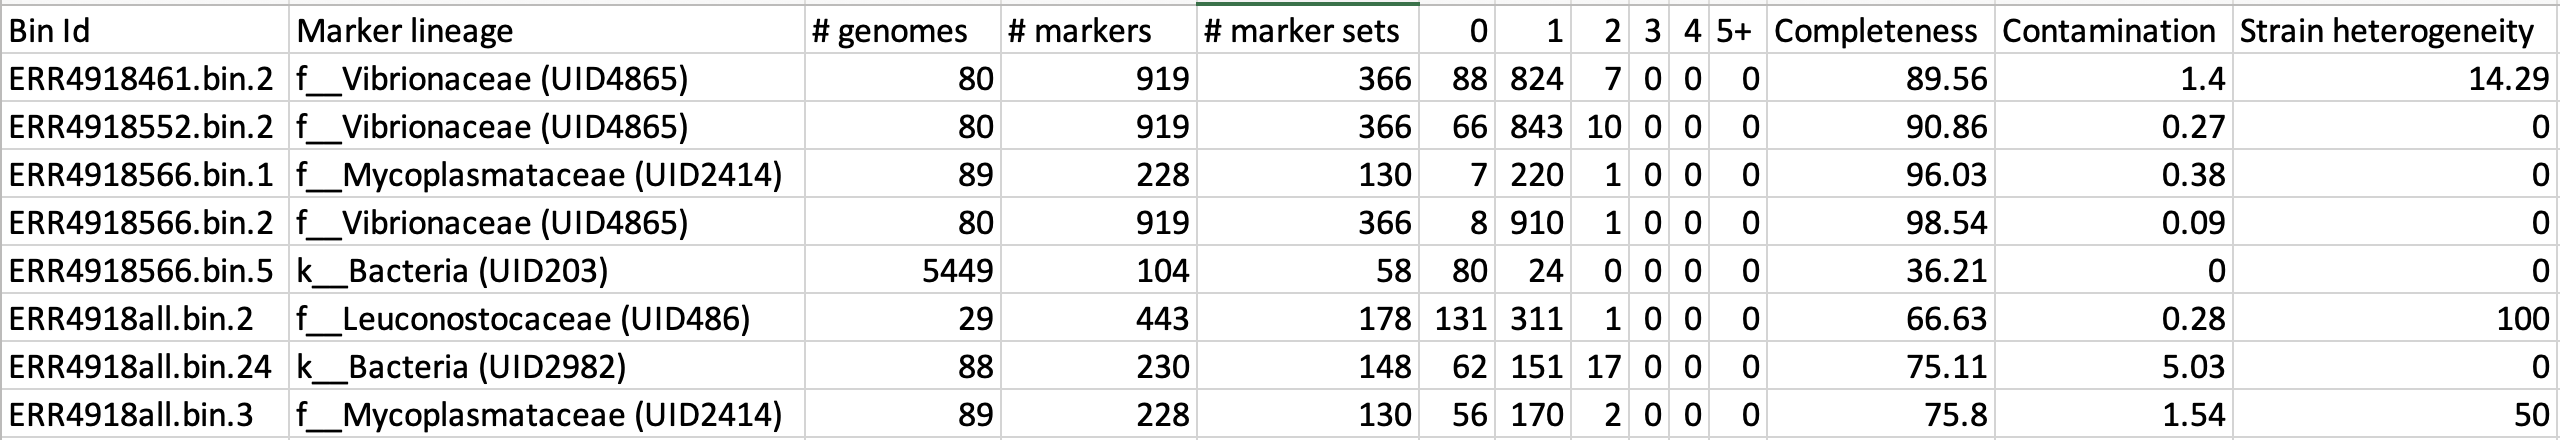 Bin Id Marker lineage # genomes # markers # marker sets 0 1 2 3 4 5+ Completeness Contamination Strain heterogeneity
ERR4918461.bin.2 f__Vibrionaceae (UID4865) 80 919 366 88 824 7 0 0 0 89.56 1.4 14.29
ERR4918552.bin.2 f__Vibrionaceae (UID4865) 80 919 366 66 843 10 0 0 0 90.86 0.27 0
ERR4918566.bin.1 f__Mycoplasmataceae (UID2414) 89 228 130 7 220 1 0 0 0 96.03 0.38 0
ERR4918566.bin.2 f__Vibrionaceae (UID4865) 80 919 366 8 910 1 0 0 0 98.54 0.09 0
ERR4918566.bin.5 k__Bacteria (UID203) 5449 104 58 80 24 0 0 0 0 36.21 0 0
ERR4918all.bin.2 f__Leuconostocaceae (UID486) 29 443 178 131 311 1 0 0 0 66.63 0.28 100
ERR4918all.bin.24 k__Bacteria (UID2982) 88 230 148 62 151 17 0 0 0 75.11 5.03 0
ERR4918all.bin.3 f__Mycoplasmataceae (UID2414) 89 228 130 56 170 2 0 0 0 75.8 1.54 50